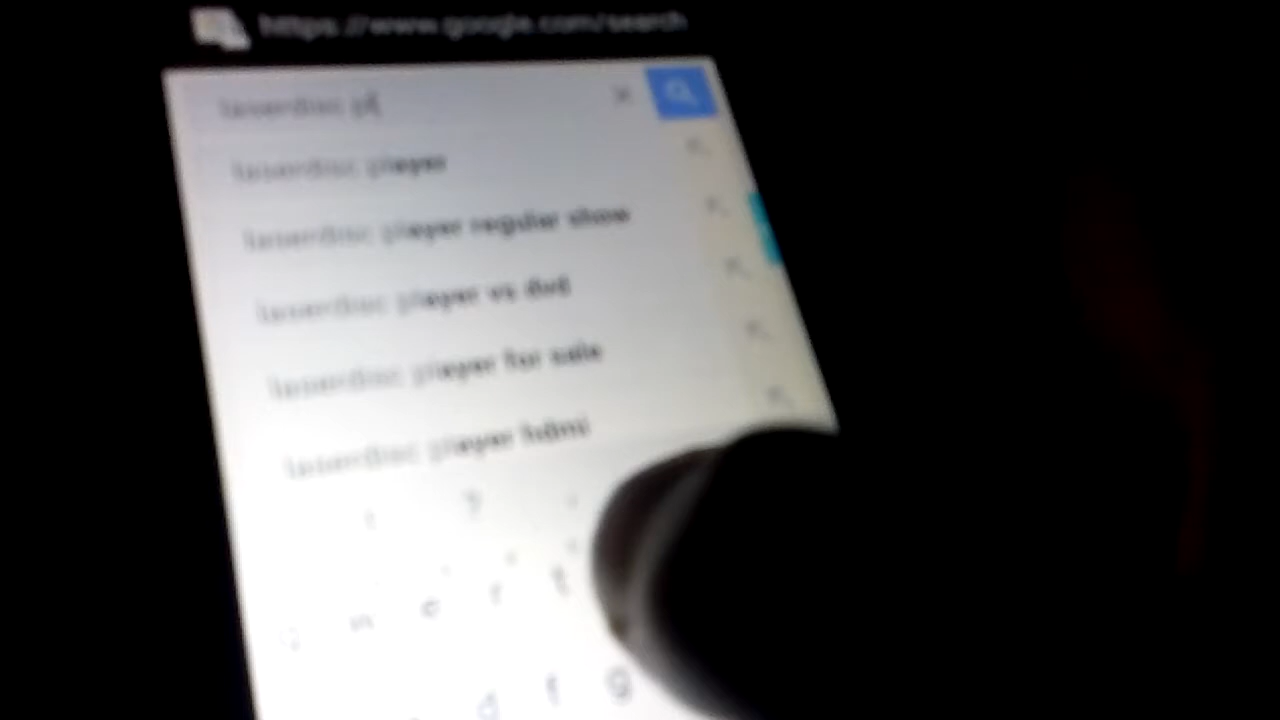 https://www.google.com/search
laserdisc pl
laserdisc player
laserdisc player regular show
laserdisc player vs dvd
laserdisc player for sale
laserdisc player hdmi
! ?
q w e r t
d f g